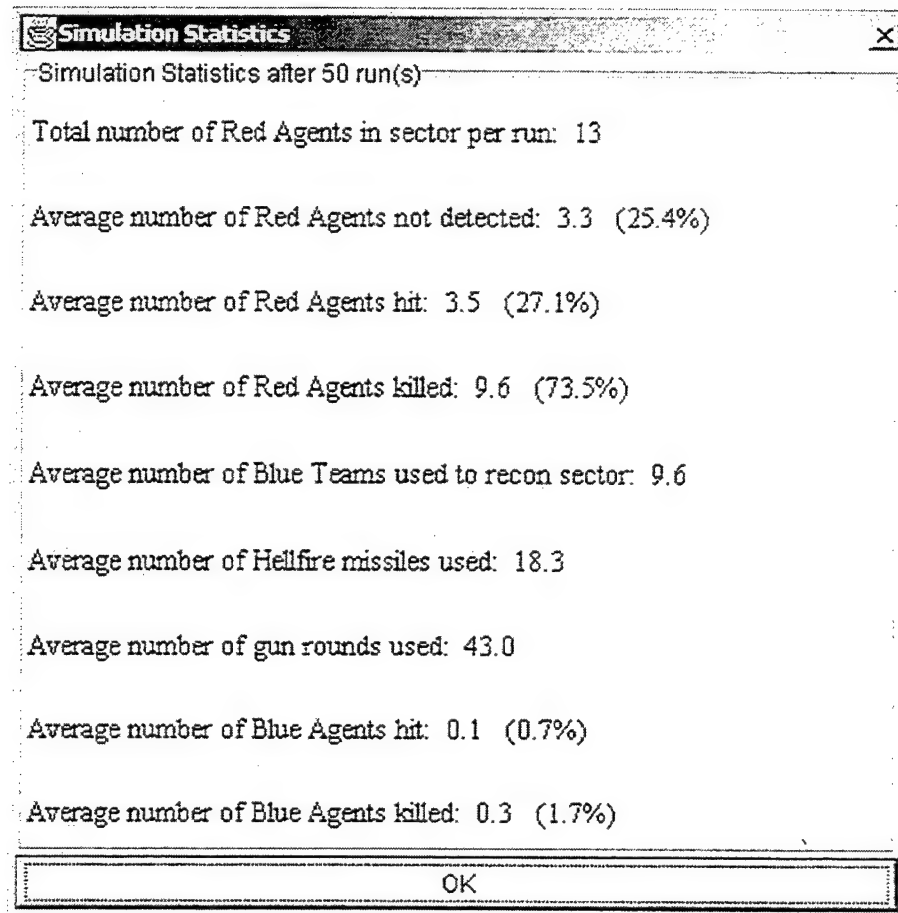 Simulation Statistics
Simulation Statistics after 50 run(s)
Total number of Red Agents in sector per run: 13
Average number of Red Agents not detected: 3.3 (25.4%)
Average number of Red Agents hit: 3.5 (27.1%)
Average number of Red Agents killed: 9.6 (73.5%)
Average number of Blue Teams used to recon sector: 9.6
Average number of Hellfire missiles used: 18.3
Average number of gun rounds used: 43.0
Average number of Blue Agents hit: 0.1 (0.7%)
Average number of Blue Agents killed: 0.3 (1.7%)
OK